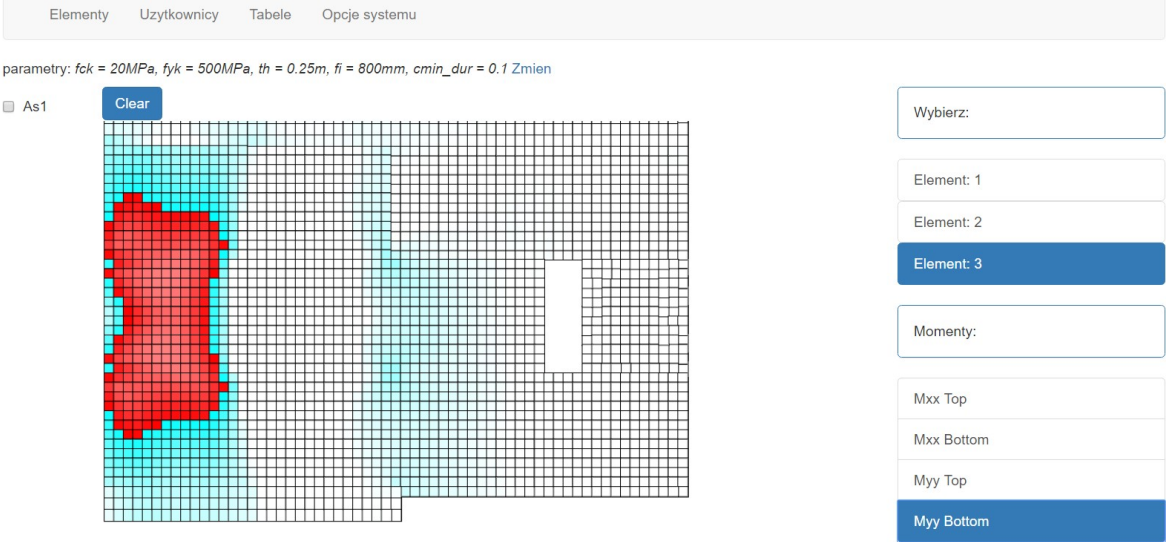 Elementy Uzytkownicy Tabele Opcje systemu
parametry: fck = 20MPa, fyk = 500MPa, th = 0.25m, fi = 800mm, cmin_dur = 0.1 Zmien
As1
Clear
Wybierz:
Element: 1
Element: 2
Element: 3
Momenty:
Mxx Top
Mxx Bottom
Myy Top
Myy Bottom